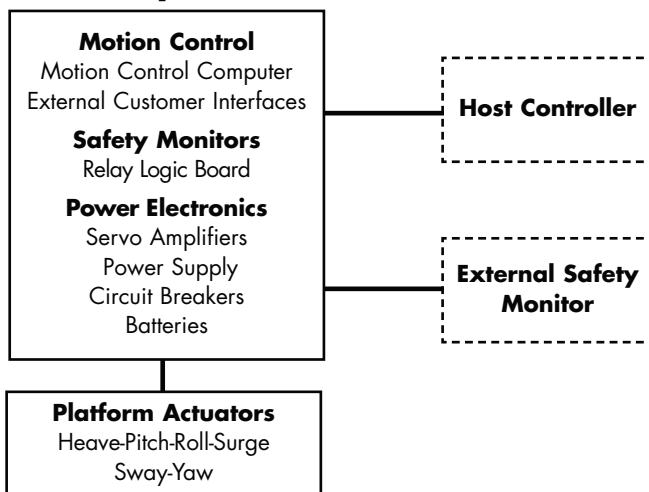 Motion Control
Motion Control Computer
External Customer Interfaces
Safety Monitors
Relay Logic Board
Power Electronics
Servo Amplifiers
Power Supply
Circuit Breakers
Batteries
Host Controller
External Safety
Monitor
Platform Actuators
Heave-Pitch-Roll-Surge
Sway-Yaw